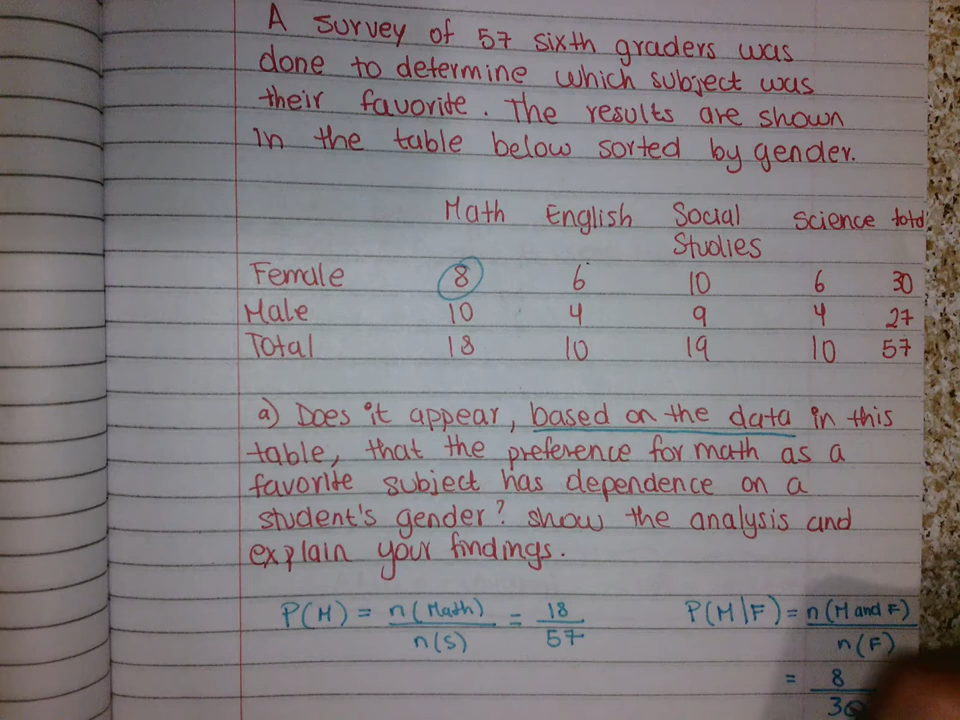 A survey of 57 sixth graders was
done to determine which subject was
their favorite. The results are shown
in the table below sorted by gender.
Math English Social Science total
Studies
Female 8 6 10 6 30
Male 10 4 9 4 27
Total 18 10 19 10 57
a) Does it appear, based on the data in this
table, that the preference for math as a
favorite subject has dependence on a
student's gender? show the analysis and
explain your findings.
P(M) = n(Math)/n(S) = 18/57 P(M|F) = n(M and F)/n(F)
= 8/30